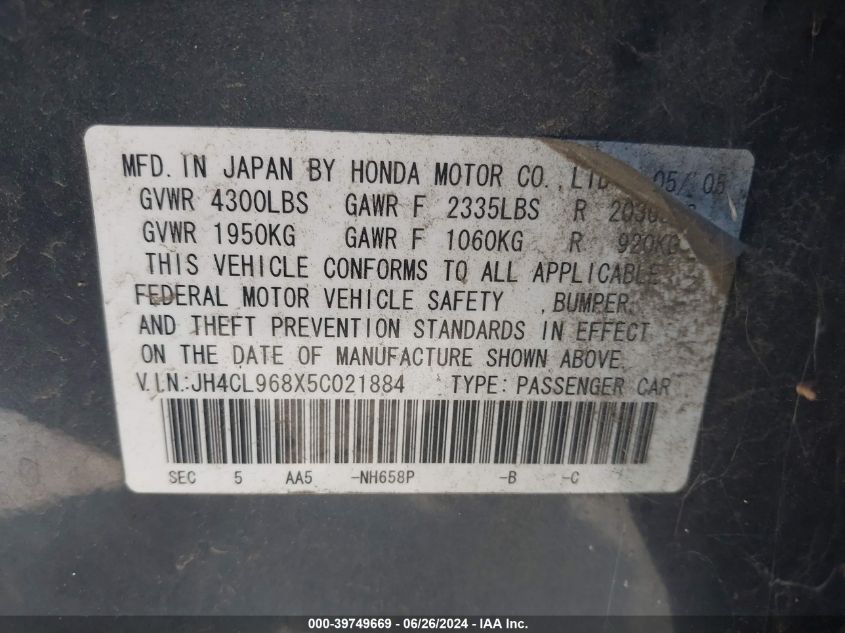 MFD. IN JAPAN BY HONDA MOTOR CO., LTD 05/ 05
GVWR 4300LBS GAWR F 2335LBS R
GVWR 1950KG GAWR F 1060KG R 920KG
THIS VEHICLE CONFORMS TO ALL APPLICABLE
FEDERAL MOTOR VEHICLE SAFETY , BUMPER,
AND THEFT PREVENTION STANDARDS IN EFFECT
ON THE DATE OF MANUFACTURE SHOWN ABOVE.
V.I.N.:JH4CL968X5C021884 TYPE: PASSENGER CAR
SEC 5 AA5 -NH658P -B -C
000-39749669 - 06/26/2024 - IAA Inc.